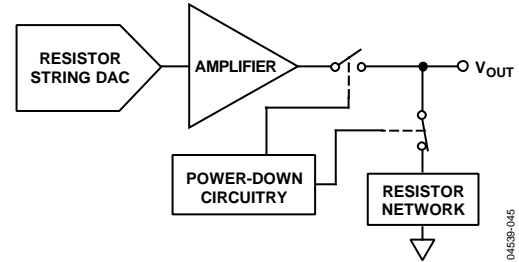 RESISTOR
STRING DAC
AMPLIFIER
VOUT
POWER-DOWN
CIRCUITRY
RESISTOR
NETWORK
04539-045